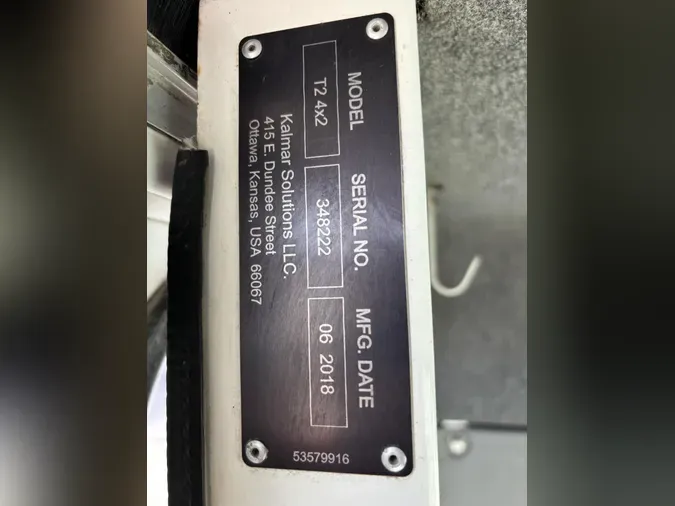 MODEL SERIAL NO. MFG. DATE
T2 4x2 348222 06 2018
Kalmar Solutions LLC.
415 E. Dundee Street
Ottawa, Kansas, USA 66067
53579916